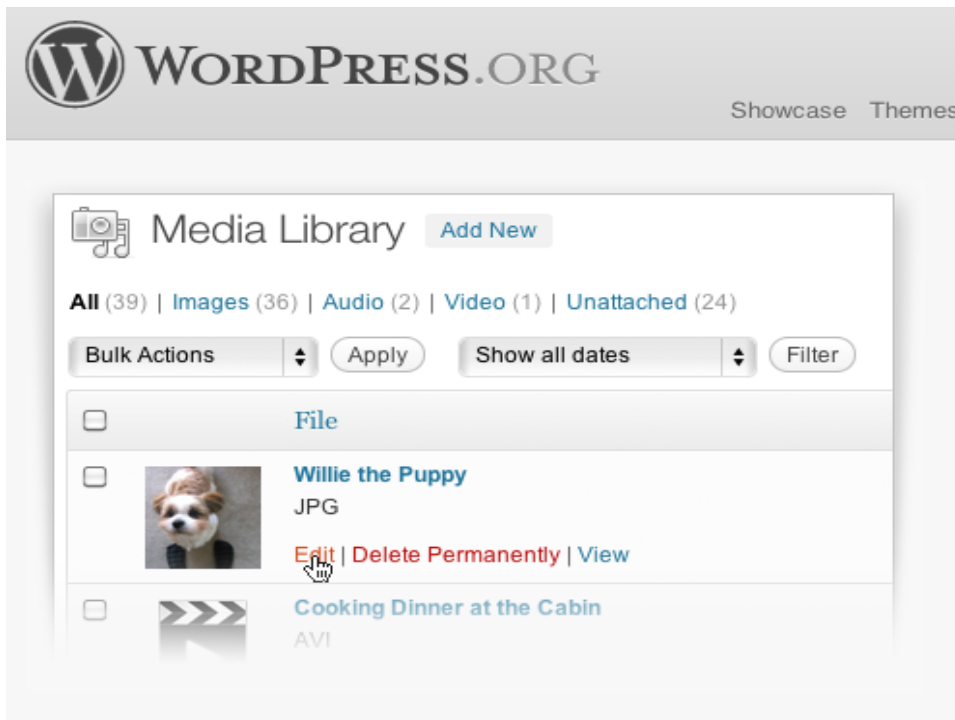 WORDPRESS.ORG
Showcase Themes
Media Library Add New
All (39) | Images (36) | Audio (2) | Video (1) | Unattached (24)
Bulk Actions Apply Show all dates Filter
File
Willie the Puppy
JPG
Edit | Delete Permanently | View
Cooking Dinner at the Cabin
AVI